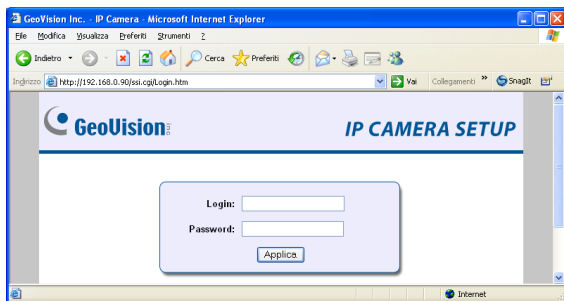 GeoVision Inc. - IP Camera - Microsoft Internet Explorer
File Modifica Visualizza Preferiti Strumenti ?
Indietro Cerca Preferiti
Indirizzo http://192.168.0.90/ssi.cgi/Login.htm Vai Collegamenti » SnagIt
GeoVision IP CAMERA SETUP
Login:
Password:
Applica
Internet